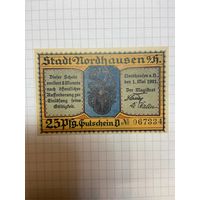 Stadt Nordhausen a/H.
Dieser Schein
verliert 3 Monate
nach öffentlicher
Aufforderung zur
Einlösung seine
Gültigkeit.
Nordhausen a.H.
den 1. Mai 1921.
Der Magistrat
25 Pfg. Gutschein
№ 067334